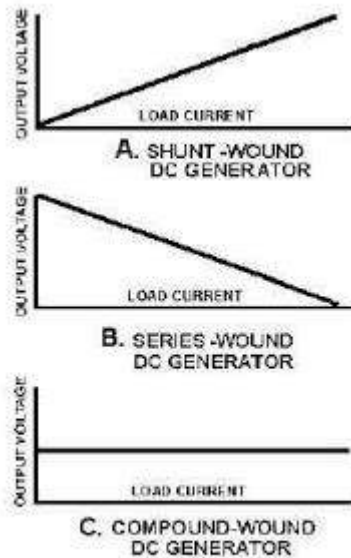 OUTPUT VOLTAGE
LOAD CURRENT
A. SHUNT-WOUND
DC GENERATOR
OUTPUT VOLTAGE
LOAD CURRENT
B. SERIES-WOUND
DC GENERATOR
OUTPUT VOLTAGE
LOAD CURRENT
C. COMPOUND-WOUND
DC GENERATOR